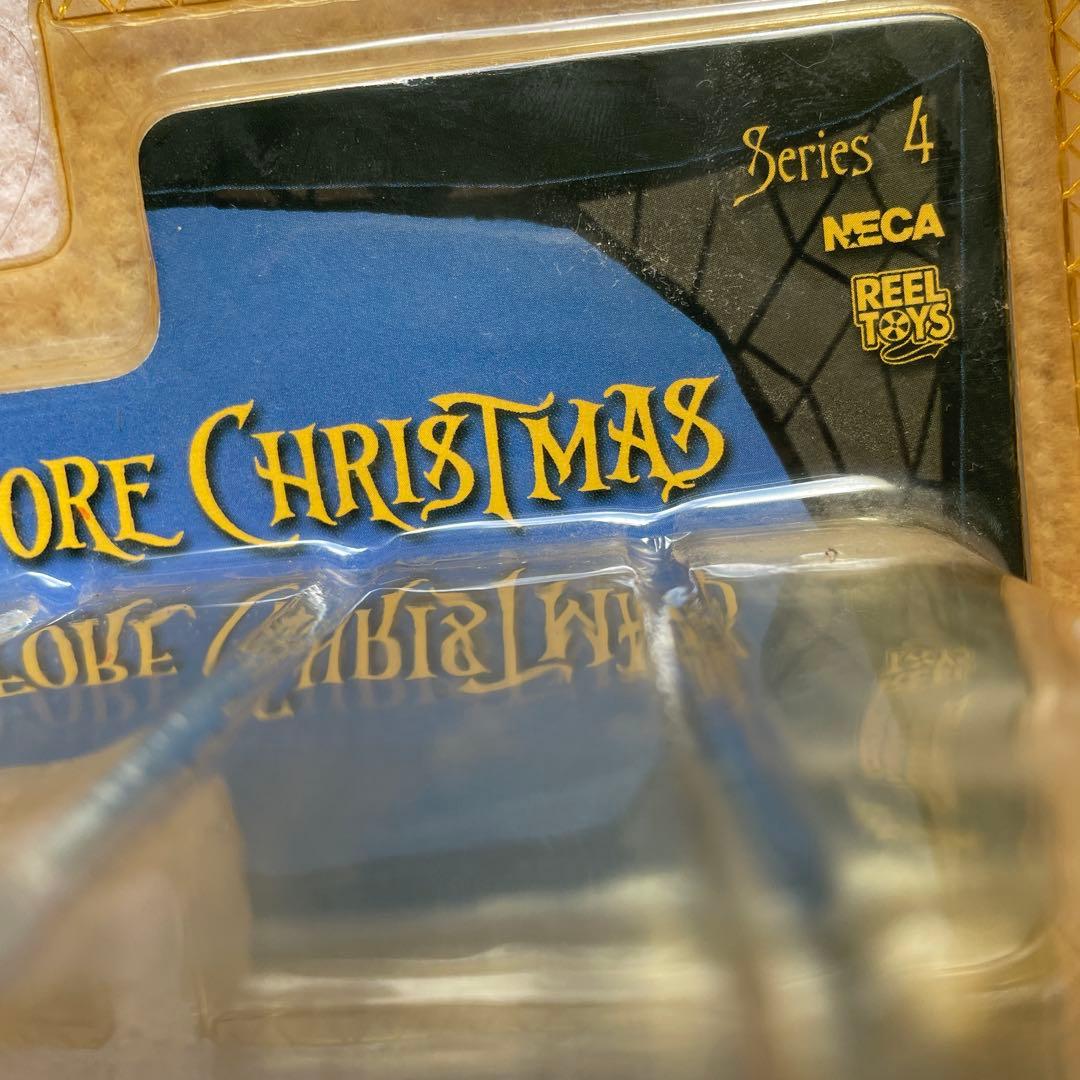 Series 4
NECA
REEL
TOYS
ORE CHRISTMAS